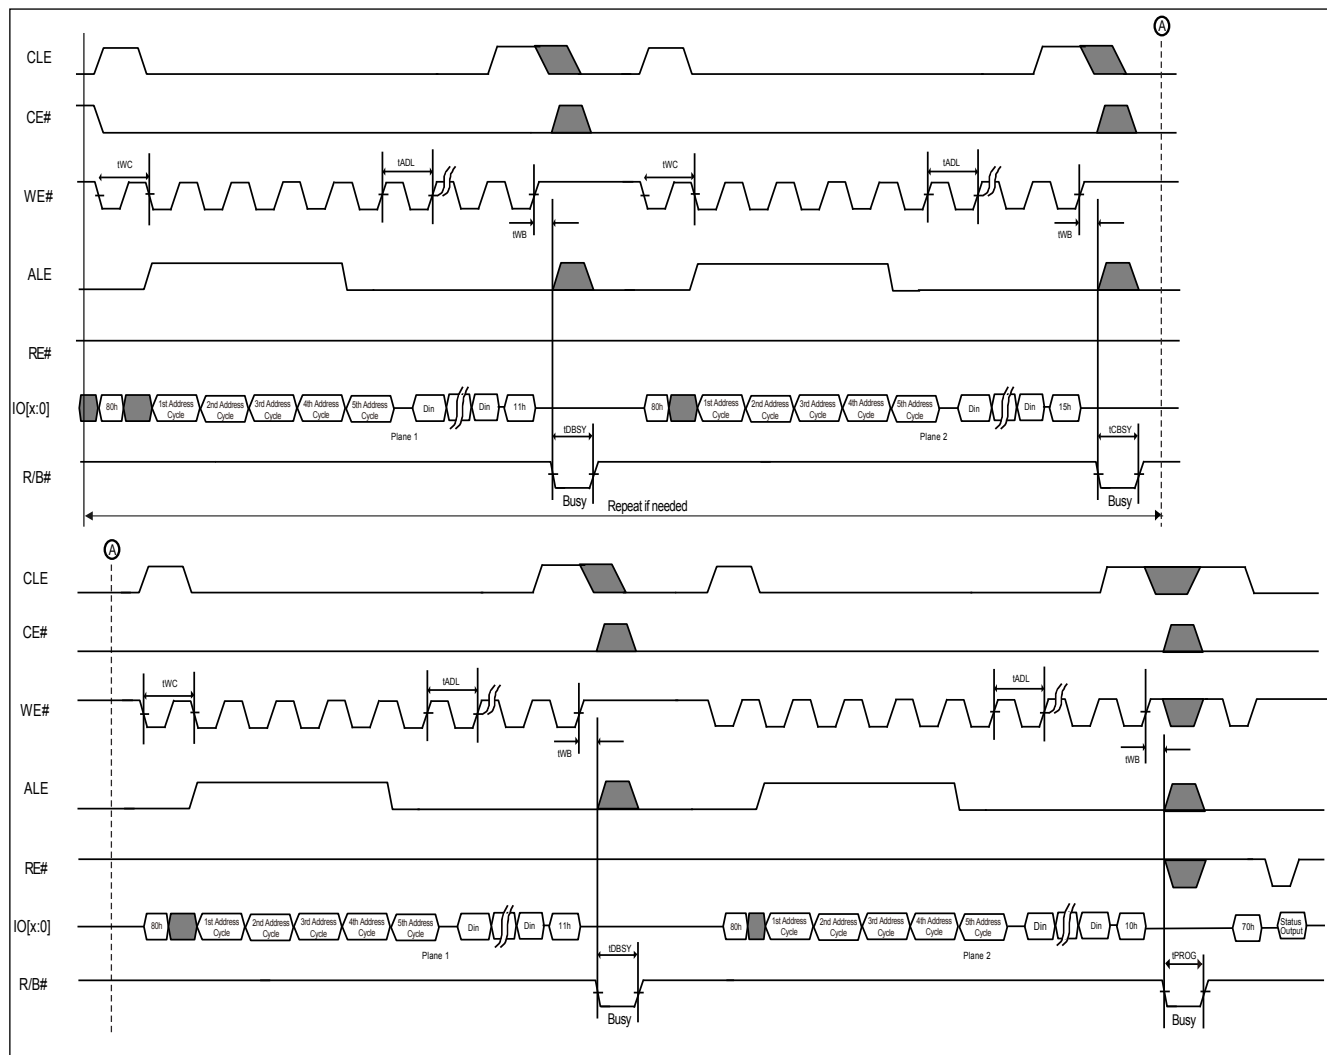 A
CLE
CE#
tWC
tADL
tWC
tADL
WE#
tWB
tWB
ALE
RE#
IO[x:0]
80h
1st Address Cycle
2nd Address Cycle
3rd Address Cycle
4th Address Cycle
5th Address Cycle
Din
Din
11h
80h
1st Address Cycle
2nd Address Cycle
3rd Address Cycle
4th Address Cycle
5th Address Cycle
Din
Din
15h
Plane 1
Plane 2
tDBSY
tCBSY
R/B#
Busy
Busy
Repeat if needed
A
CLE
CE#
tWC
tADL
tADL
WE#
tWB
tWB
ALE
RE#
IO[x:0]
80h
1st Address Cycle
2nd Address Cycle
3rd Address Cycle
4th Address Cycle
5th Address Cycle
Din
Din
11h
80h
1st Address Cycle
2nd Address Cycle
3rd Address Cycle
4th Address Cycle
5th Address Cycle
Din
Din
10h
70h
Status Output
Plane 1
Plane 2
tDBSY
tPROG
R/B#
Busy
Busy